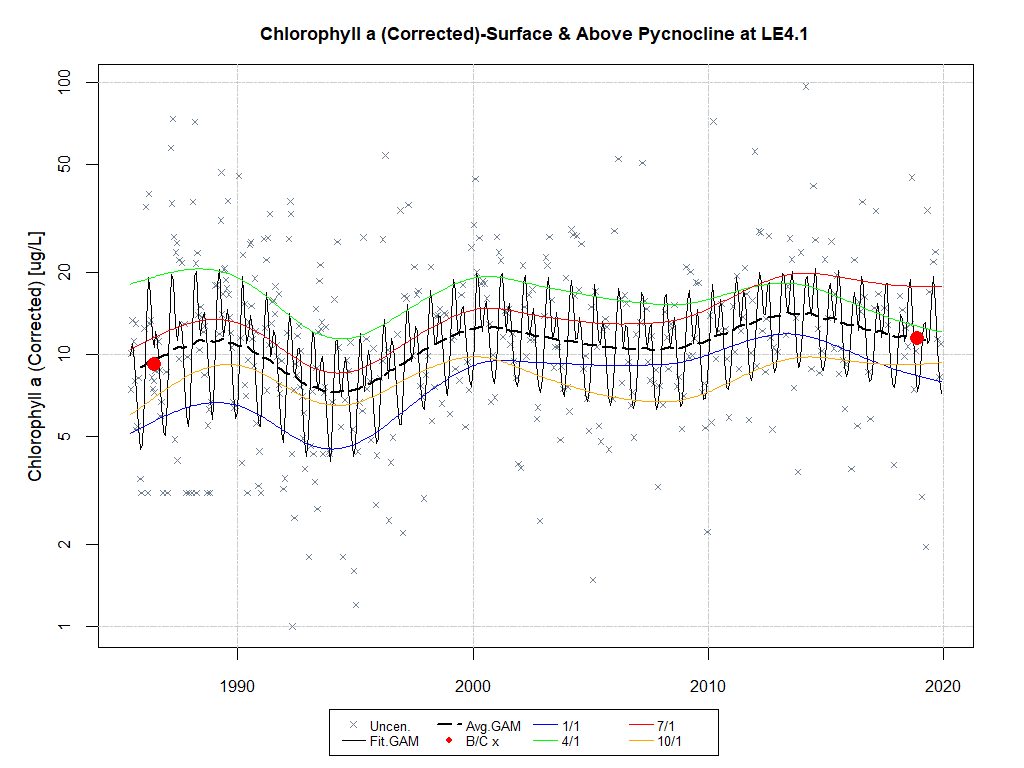 Chlorophyll a (Corrected)-Surface & Above Pycnocline at LE4.1
Chlorophyll a (Corrected) [ug/L]
100
50
20
10
5
2
1
1990 2000 2010 2020
Uncen. Avg.GAM 1/1 7/1
Fit.GAM B/C x 4/1 10/1